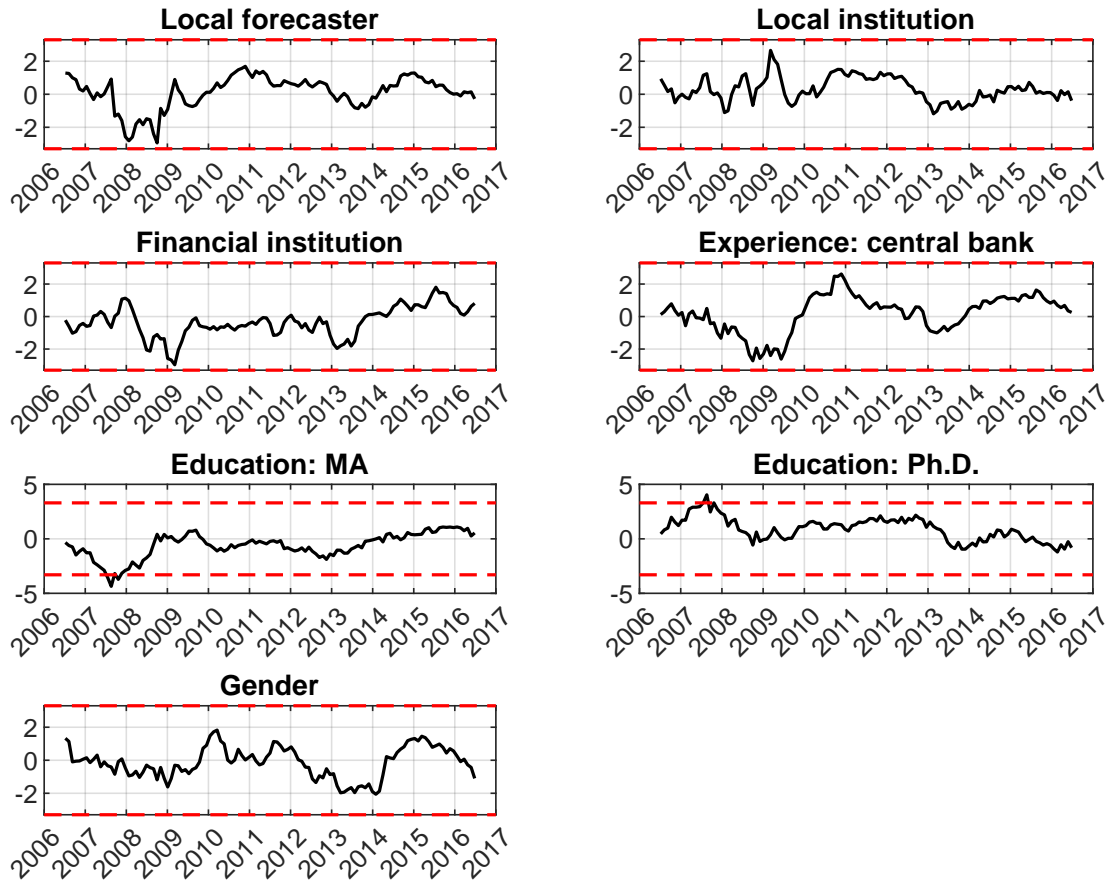 Local forecaster
Local institution
2
0
-2
2
0
-2
2006 2007 2008 2009 2010 2011 2012 2013 2014 2015 2016 2017
2006 2007 2008 2009 2010 2011 2012 2013 2014 2015 2016 2017
Financial institution
Experience: central bank
2
0
-2
2
0
-2
2006 2007 2008 2009 2010 2011 2012 2013 2014 2015 2016 2017
2006 2007 2008 2009 2010 2011 2012 2013 2014 2015 2016 2017
Education: MA
Education: Ph.D.
5
0
-5
5
0
-5
2006 2007 2008 2009 2010 2011 2012 2013 2014 2015 2016 2017
2006 2007 2008 2009 2010 2011 2012 2013 2014 2015 2016 2017
Gender
2
0
-2
2006 2007 2008 2009 2010 2011 2012 2013 2014 2015 2016 2017